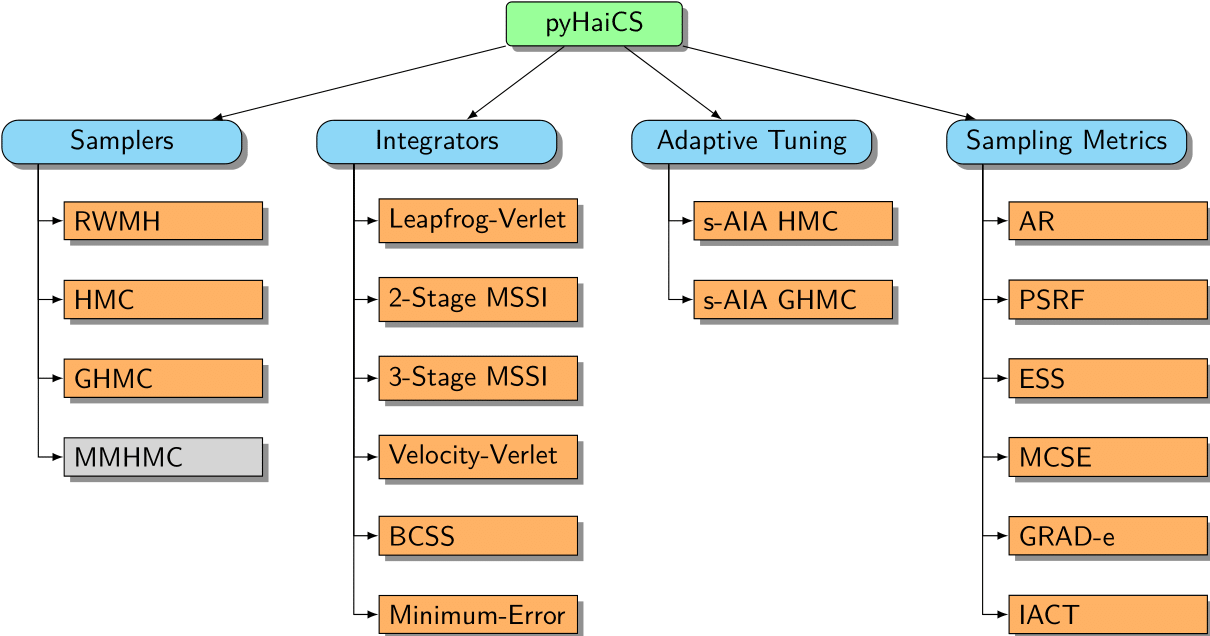 pyHaiCS
Samplers
Integrators
Adaptive Tuning
Sampling Metrics
RWMH
HMC
GHMC
MMHMC
Leapfrog-Verlet
2-Stage MSSI
3-Stage MSSI
Velocity-Verlet
BCSS
Minimum-Error
s-AIA HMC
s-AIA GHMC
AR
PSRF
ESS
MCSE
GRAD-e
IACT